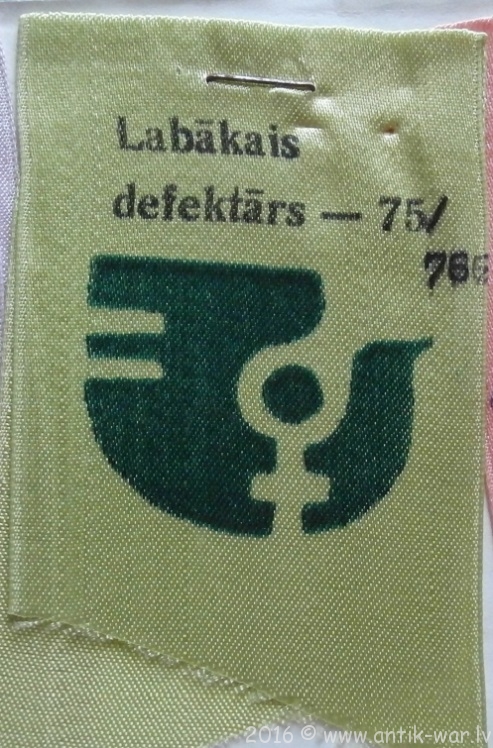 Labākais
defektārs — 75/
76
2016 © www.antik-war.lv